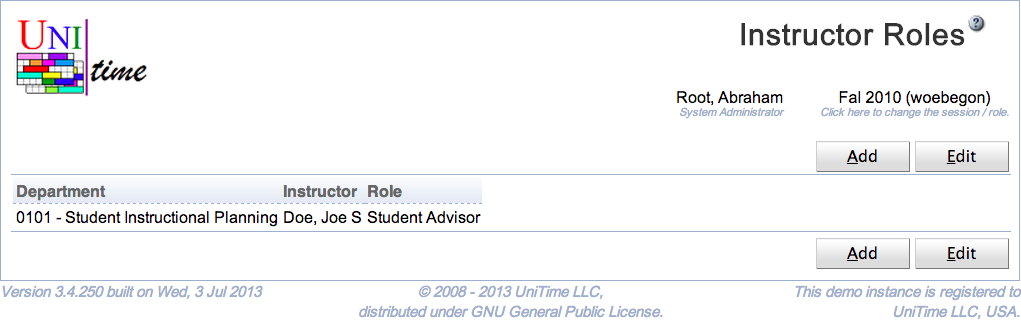 UNI
time
Instructor Roles
?
Root, Abraham
System Administrator
Fal 2010 (woebegon)
Click here to change the session / role.
Add Edit
Department Instructor Role
0101 - Student Instructional Planning Doe, Joe S Student Advisor
Add Edit
Version 3.4.250 built on Wed, 3 Jul 2013
© 2008 - 2013 UniTime LLC,
distributed under GNU General Public License.
This demo instance is registered to
UniTime LLC, USA.